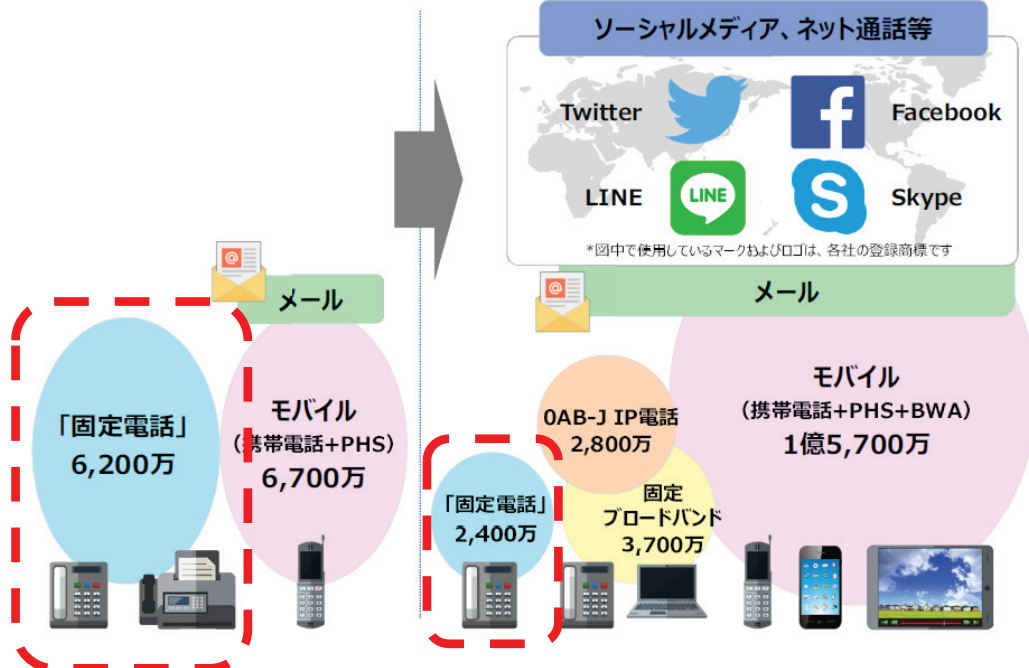 メール
「固定電話」
6,200万
モバイル
（携帯電話+PHS）
6,700万
ソーシャルメディア、ネット通話等
Twitter
Facebook
LINE
LINE
Skype
*図中で使用しているマークおよびロゴは、各社の登録商標です
メール
モバイル
（携帯電話+PHS+BWA）
1億5,700万
0AB-J IP電話
2,800万
「固定電話」
2,400万
固定
ブロードバンド
3,700万